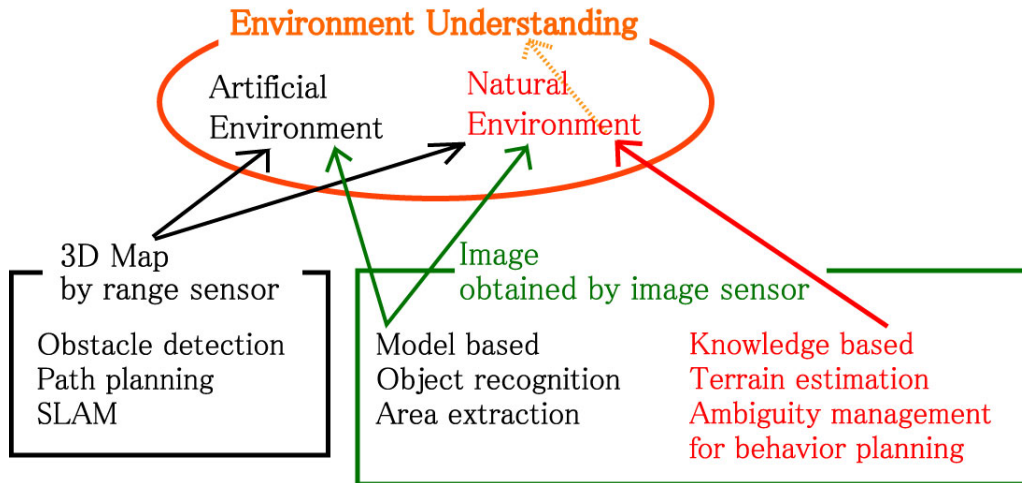 Environment Understanding
Artificial
Environment
Natural
Environment
3D Map
by range sensor
Obstacle detection
Path planning
SLAM
Image
obtained by image sensor
Model based
Object recognition
Area extraction
Knowledge based
Terrain estimation
Ambiguity management
for behavior planning